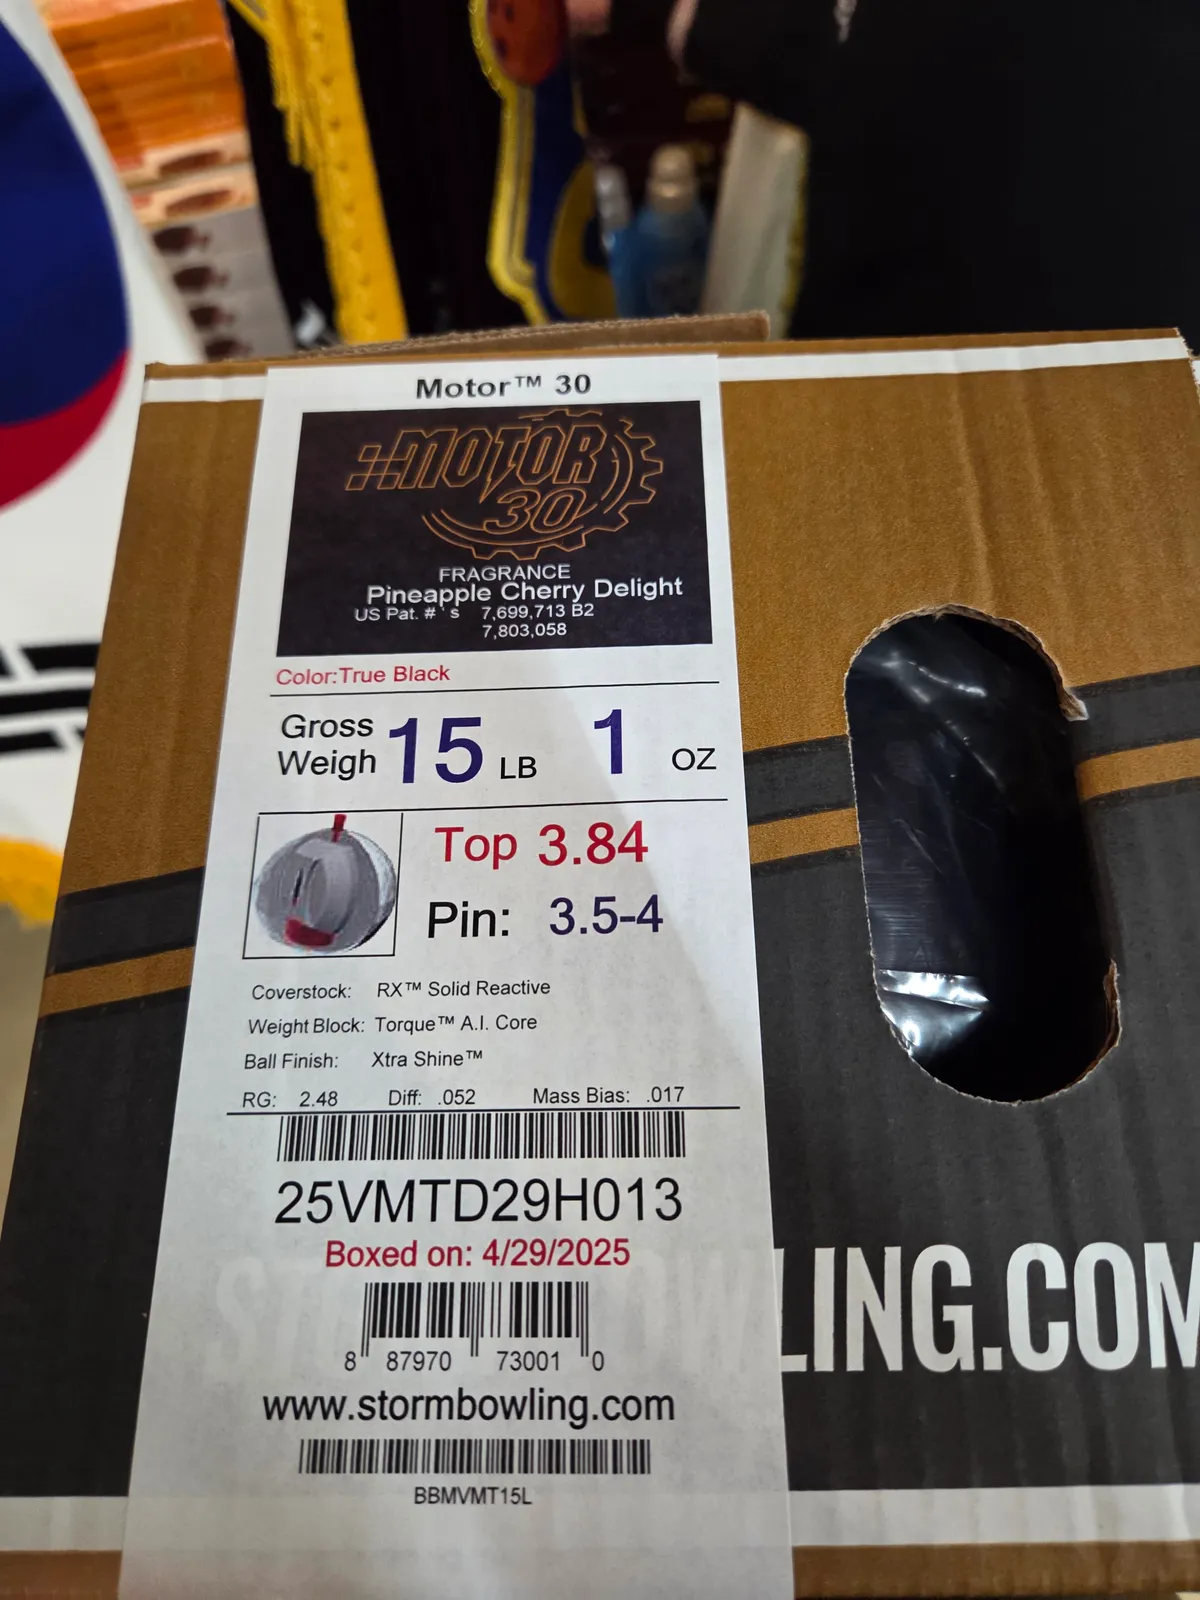 Motor™ 30
MOTOR
30
FRAGRANCE
Pineapple Cherry Delight
US Pat. # ' s 7,699,713 B2
7,803,058
Color:True Black
Gross
Weigh 15 LB 1 OZ
Top 3.84
Pin: 3.5-4
Coverstock: RX™ Solid Reactive
Weight Block: Torque™ A.I. Core
Ball Finish: Xtra Shine™
RG: 2.48 Diff: .052 Mass Bias: .017
25VMTD29H013
Boxed on: 4/29/2025
8 87970 73001 0
LING.COM
www.stormbowling.com
BBMVMT15L